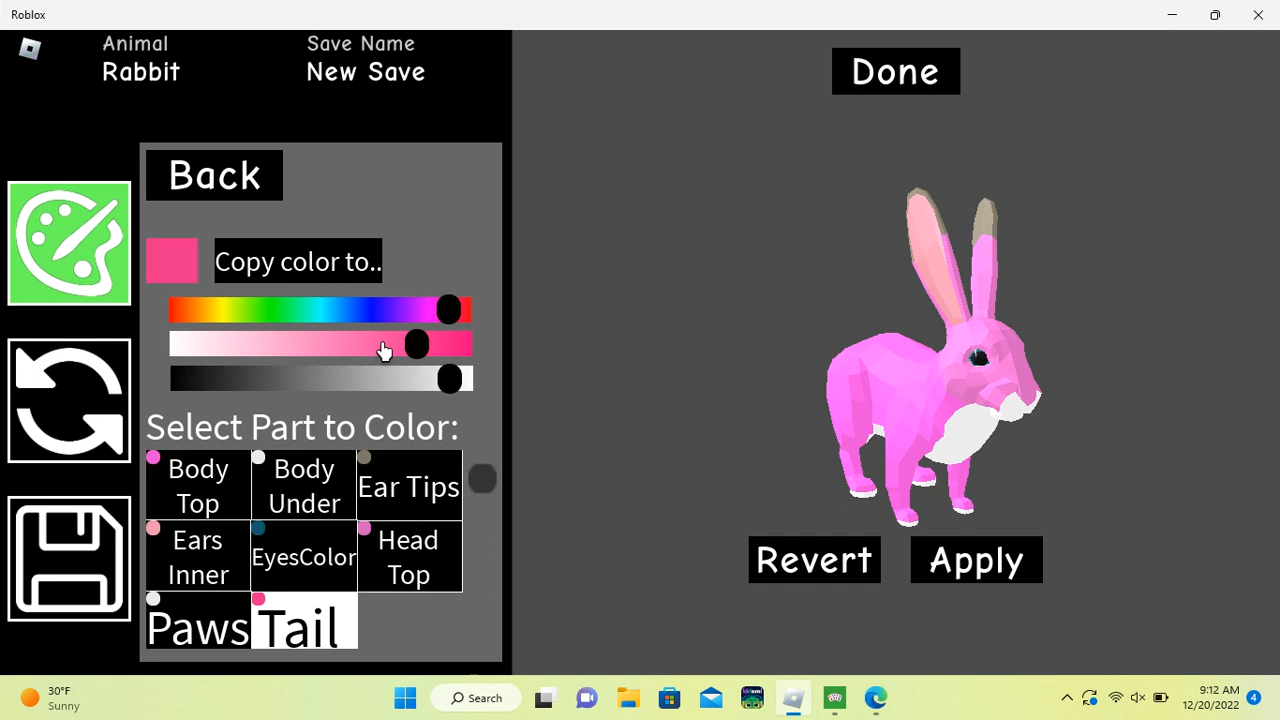 Roblox
Animal
Rabbit
Save Name
New Save
Done
Back
Copy color to..
Select Part to Color:
Body
Top
Body
Under
Ear Tips
Ears
Inner
EyesColor
Head
Top
Paws
Tail
Revert
Apply
30°F
Sunny
Search
kidomi
9:12 AM
12/20/2022
4